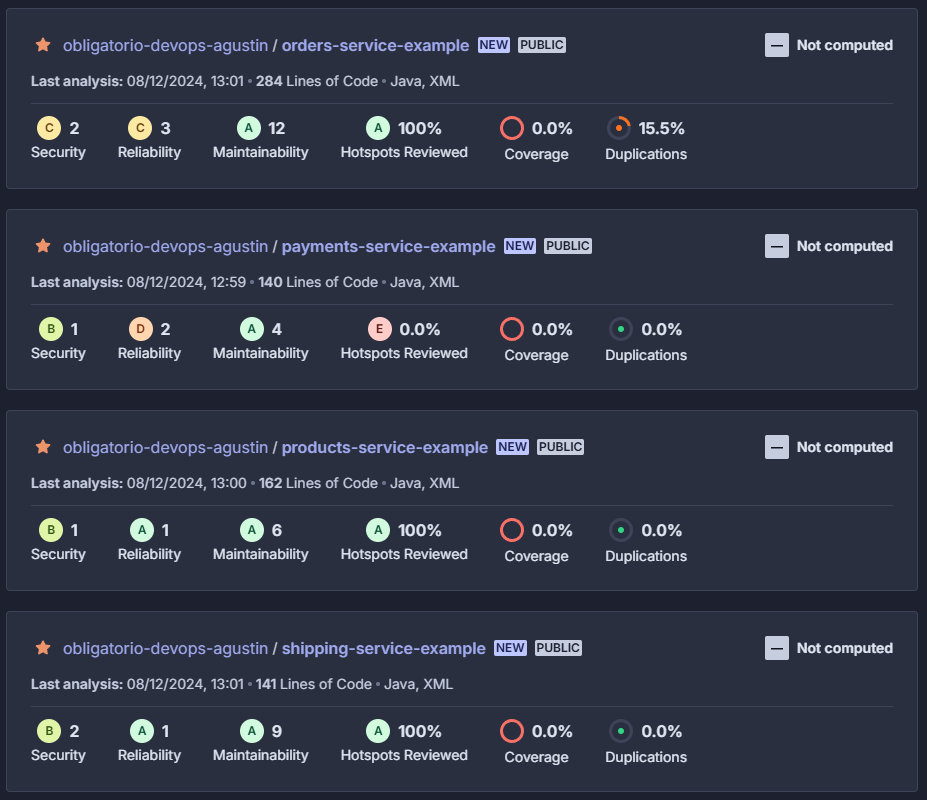 obligatorio-devops-agustin / orders-service-example NEW PUBLIC — Not computed
Last analysis: 08/12/2024, 13:01 • 284 Lines of Code • Java, XML
C 2 C 3 A 12 A 100% 0.0% 15.5%
Security Reliability Maintainability Hotspots Reviewed Coverage Duplications
obligatorio-devops-agustin / payments-service-example NEW PUBLIC — Not computed
Last analysis: 08/12/2024, 12:59 • 140 Lines of Code • Java, XML
B 1 D 2 A 4 E 0.0% 0.0% 0.0%
Security Reliability Maintainability Hotspots Reviewed Coverage Duplications
obligatorio-devops-agustin / products-service-example NEW PUBLIC — Not computed
Last analysis: 08/12/2024, 13:00 • 162 Lines of Code • Java, XML
B 1 A 1 A 6 A 100% 0.0% 0.0%
Security Reliability Maintainability Hotspots Reviewed Coverage Duplications
obligatorio-devops-agustin / shipping-service-example NEW PUBLIC — Not computed
Last analysis: 08/12/2024, 13:01 • 141 Lines of Code • Java, XML
B 2 A 1 A 9 A 100% 0.0% 0.0%
Security Reliability Maintainability Hotspots Reviewed Coverage Duplications